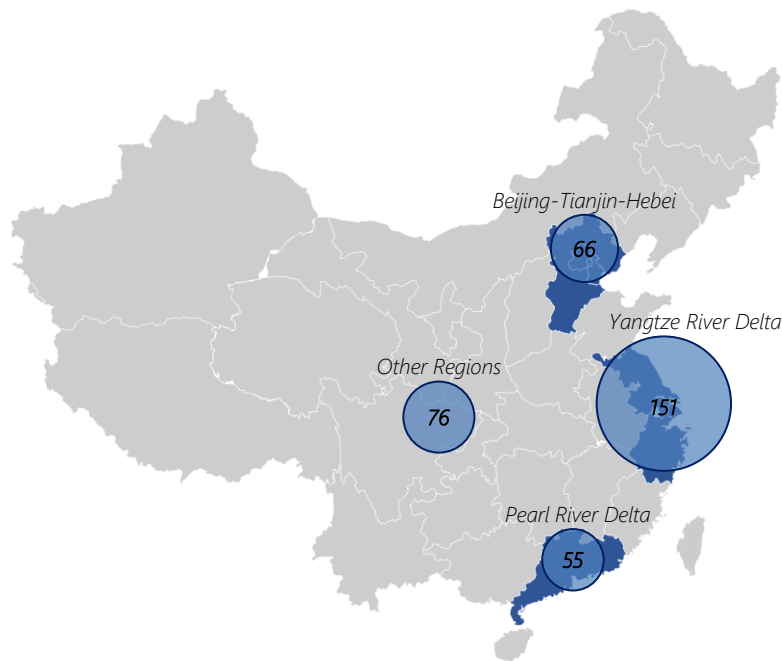 Beijing-Tianjin-Hebei
66
Yangtze River Delta
151
Other Regions
76
Pearl River Delta
55